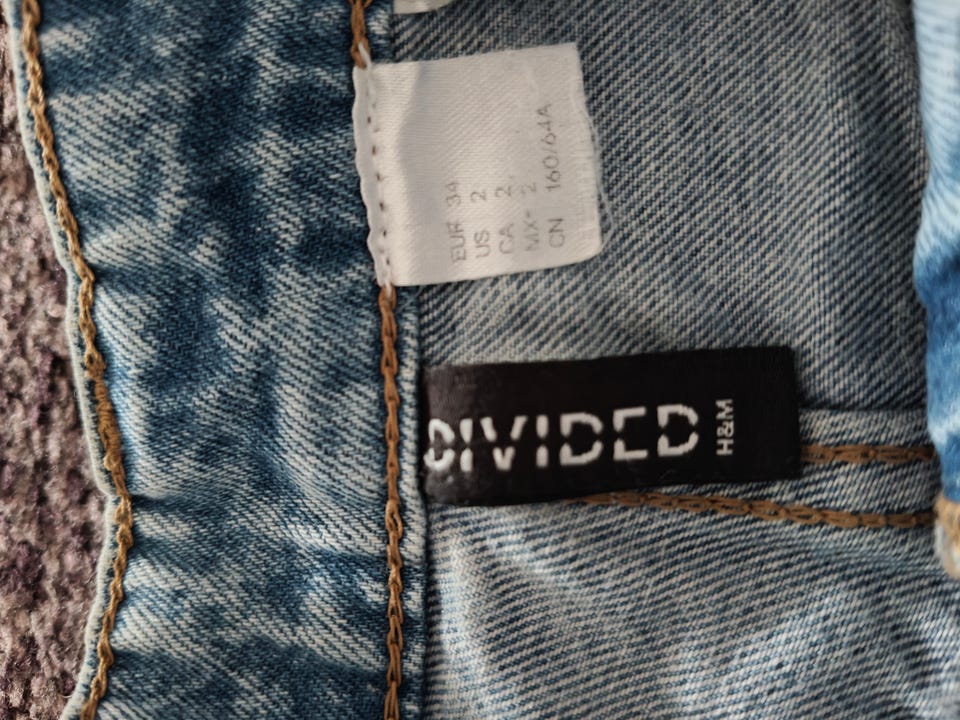 EUR 34
US 2
CA 2
MX 2
CN 160/64A
DIVIDED
H&M